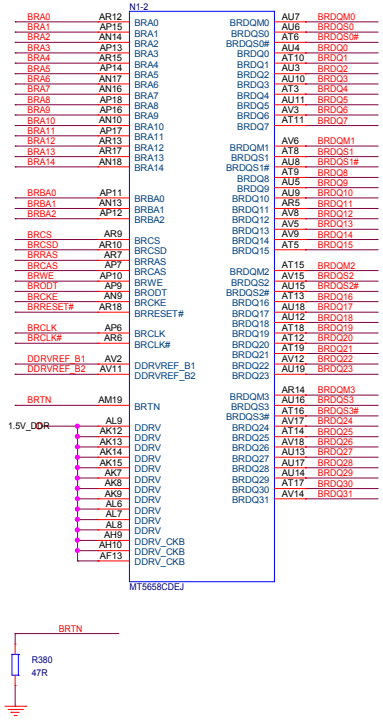 N1-2
BRA0 AR12 BRA0
BRA1 AP15 BRA1
BRA2 AN14 BRA2
BRA3 AP13 BRA3
BRA4 AR15 BRA4
BRA5 AP14 BRA5
BRA6 AN17 BRA6
BRA7 AN16 BRA7
BRA8 AP18 BRA8
BRA9 AP16 BRA9
BRA10 AN10 BRA10
BRA11 AP17 BRA11
BRA12 AR13 BRA12
BRA13 AR17 BRA13
BRA14 AN18 BRA14
BRBA0 AP11 BRBA0
BRBA1 AN13 BRBA1
BRBA2 AP12 BRBA2
BRCS AR9 BRCS
BRCSD AR10 BRCSD
BRRAS AR7 BRRAS
BRCAS AP7 BRCAS
BRWE AP10 BRWE
BRODT AP9 BRODT
BRCKE AN9 BRCKE
BRRESET# AR18 BRRESET#
BRCLK AP6 BRCLK
BRCLK# AR6 BRCLK#
DDRVREF_B1 AV2 DDRVREF_B1
DDRVREF_B2 AV11 DDRVREF_B2
BRTN AM19 BRTN
1.5V_DDR AL9 DDRV
AK12 DDRV
AK13 DDRV
AK14 DDRV
AK15 DDRV
AK7 DDRV
AK8 DDRV
AK9 DDRV
AL6 DDRV
AL7 DDRV
AL8 DDRV
AH9 DDRV_CKB
AH10 DDRV_CKB
AF13 DDRV_CKB
BRDQM0 AU7 BRDQM0
BRDQS0 AU6 BRDQS0
BRDQS0# AT6 BRDQS0#
BRDQ0 AU4 BRDQ0
BRDQ1 AT10 BRDQ1
BRDQ2 AU3 BRDQ2
BRDQ3 AU10 BRDQ3
BRDQ4 AT3 BRDQ4
BRDQ5 AU11 BRDQ5
BRDQ6 AV3 BRDQ6
BRDQ7 AT11 BRDQ7
BRDQM1 AV6 BRDQM1
BRDQS1 AT8 BRDQS1
BRDQS1# AU8 BRDQS1#
BRDQ8 AT9 BRDQ8
BRDQ9 AU5 BRDQ9
BRDQ10 AU9 BRDQ10
BRDQ11 AR5 BRDQ11
BRDQ12 AV8 BRDQ12
BRDQ13 AV5 BRDQ13
BRDQ14 AV9 BRDQ14
BRDQ15 AT5 BRDQ15
BRDQM2 AT15 BRDQM2
BRDQS2 AV15 BRDQS2
BRDQS2# AU15 BRDQS2#
BRDQ16 AT13 BRDQ16
BRDQ17 AU18 BRDQ17
BRDQ18 AU12 BRDQ18
BRDQ19 AT18 BRDQ19
BRDQ20 AT12 BRDQ20
BRDQ21 AT19 BRDQ21
BRDQ22 AV12 BRDQ22
BRDQ23 AU19 BRDQ23
BRDQM3 AR14 BRDQM3
BRDQS3 AU16 BRDQS3
BRDQS3# AT16 BRDQS3#
BRDQ24 AV17 BRDQ24
BRDQ25 AT14 BRDQ25
BRDQ26 AV18 BRDQ26
BRDQ27 AU13 BRDQ27
BRDQ28 AU17 BRDQ28
BRDQ29 AU14 BRDQ29
BRDQ30 AT17 BRDQ30
BRDQ31 AV14 BRDQ31
MT5658CDEJ
BRTN
R380
47R